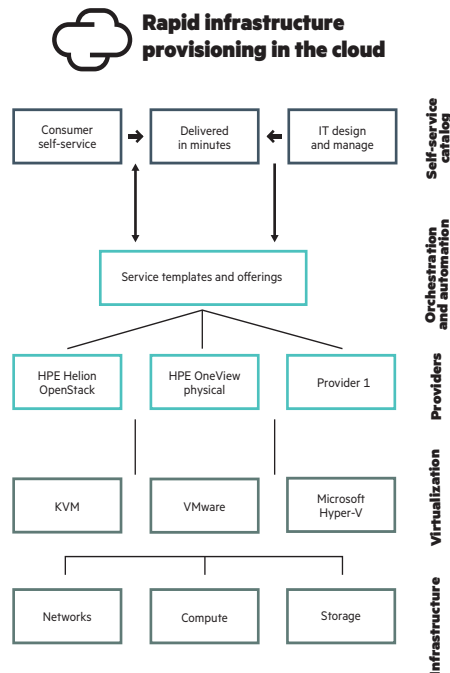 Rapid infrastructure
provisioning in the cloud
Consumer
self-service
Delivered
in minutes
IT design
and manage
Self-service
catalog
Service templates and offerings
Orchestration
and automation
HPE Helion
OpenStack
HPE OneView
physical
Provider 1
Providers
KVM
VMware
Microsoft
Hyper-V
Virtualization
Networks
Compute
Storage
Infrastructure